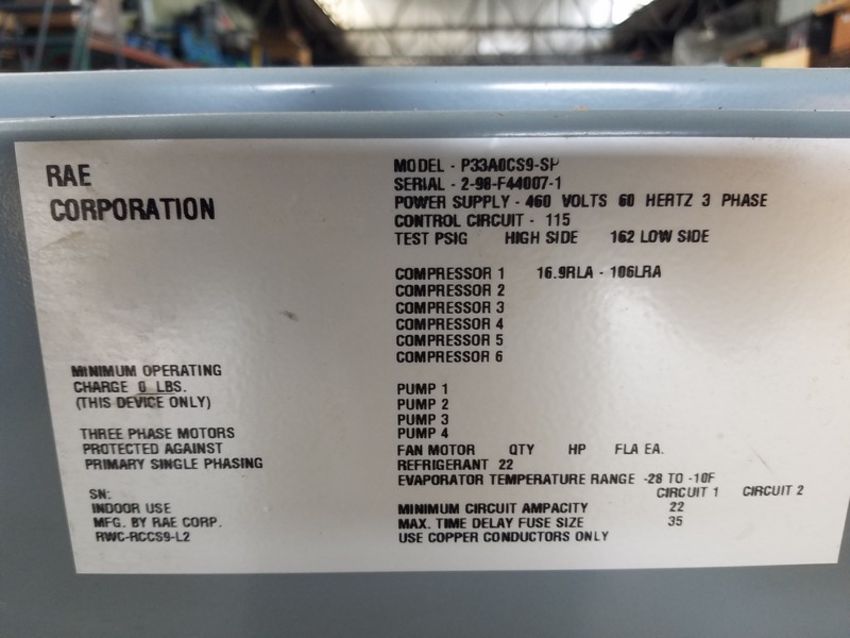 RAE
CORPORATION
MODEL - P33A0CS9-SP
SERIAL - 2-98-F44007-1
POWER SUPPLY - 460 VOLTS 60 HERTZ 3 PHASE
CONTROL CIRCUIT - 115
TEST PSIG HIGH SIDE 162 LOW SIDE
COMPRESSOR 1 16.9RLA - 106LRA
COMPRESSOR 2
COMPRESSOR 3
COMPRESSOR 4
COMPRESSOR 5
COMPRESSOR 6
MINIMUM OPERATING
CHARGE 0 LBS.
(THIS DEVICE ONLY)
THREE PHASE MOTORS
PROTECTED AGAINST
PRIMARY SINGLE PHASING
SN:
INDOOR USE
MFG. BY RAE CORP.
RWC-RCCS9-L2
PUMP 1
PUMP 2
PUMP 3
PUMP 4
FAN MOTOR QTY HP FLA EA.
REFRIGERANT 22
EVAPORATOR TEMPERATURE RANGE -28 TO -10F
CIRCUIT 1 CIRCUIT 2
MINIMUM CIRCUIT AMPACITY 22
MAX. TIME DELAY FUSE SIZE 35
USE COPPER CONDUCTORS ONLY